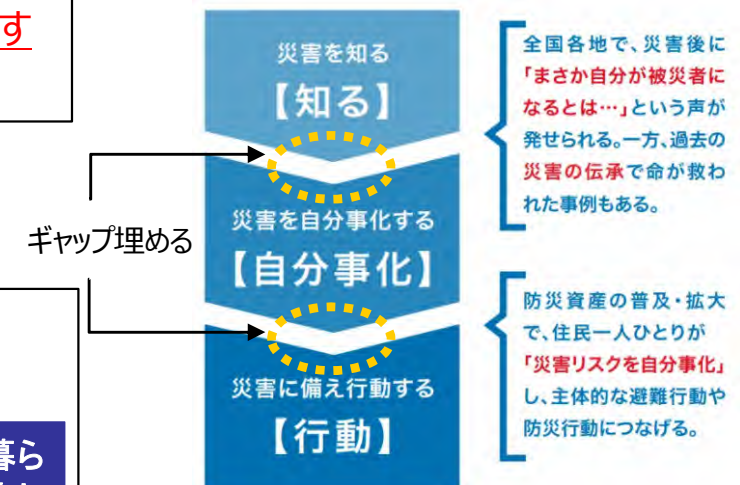 す
災害を知る
【知る】
ギャップ埋める
災害を自分事化する
【自分事化】
災害に備え行動する
【行動】
全国各地で、災害後に
「まさか自分が被災者に
なるとは…」という声が
発せられる。一方、過去の
災害の伝承で命が救わ
れた事例もある。
防災資産の普及・拡大
で、住民一人ひとりが
「災害リスクを自分事化」
し、主体的な避難行動や
防災行動につなげる。
暮ら